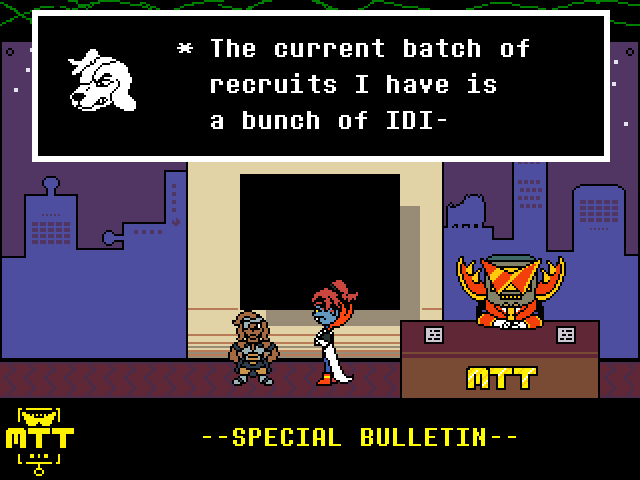 * The current batch of
recruits I have is
a bunch of IDI-
MTT
MTT
--SPECIAL BULLETIN--